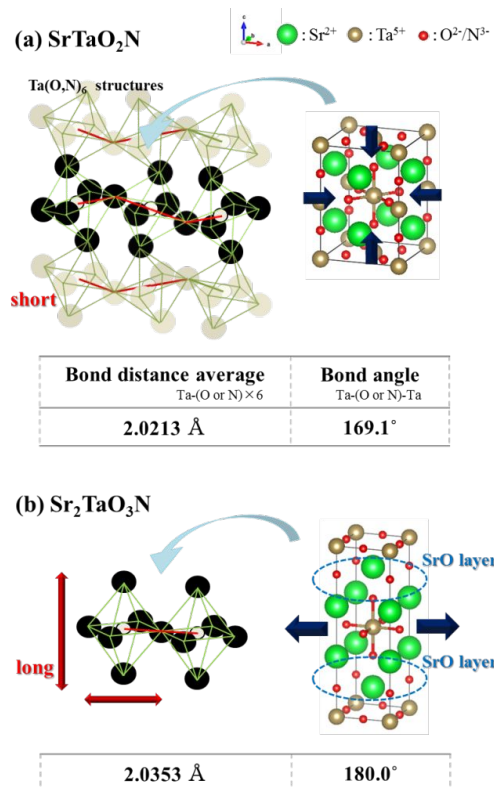 (a) SrTaO₂N
c
b
a
: Sr²⁺ : Ta⁵⁺ : O²⁻/N³⁻
Ta(O,N)₆ structures
short
Bond distance average Bond angle
Ta-(O or N)×6 Ta-(O or N)-Ta
2.0213 Å 169.1°
(b) Sr₂TaO₃N
SrO layer
long
SrO layer
2.0353 Å 180.0°